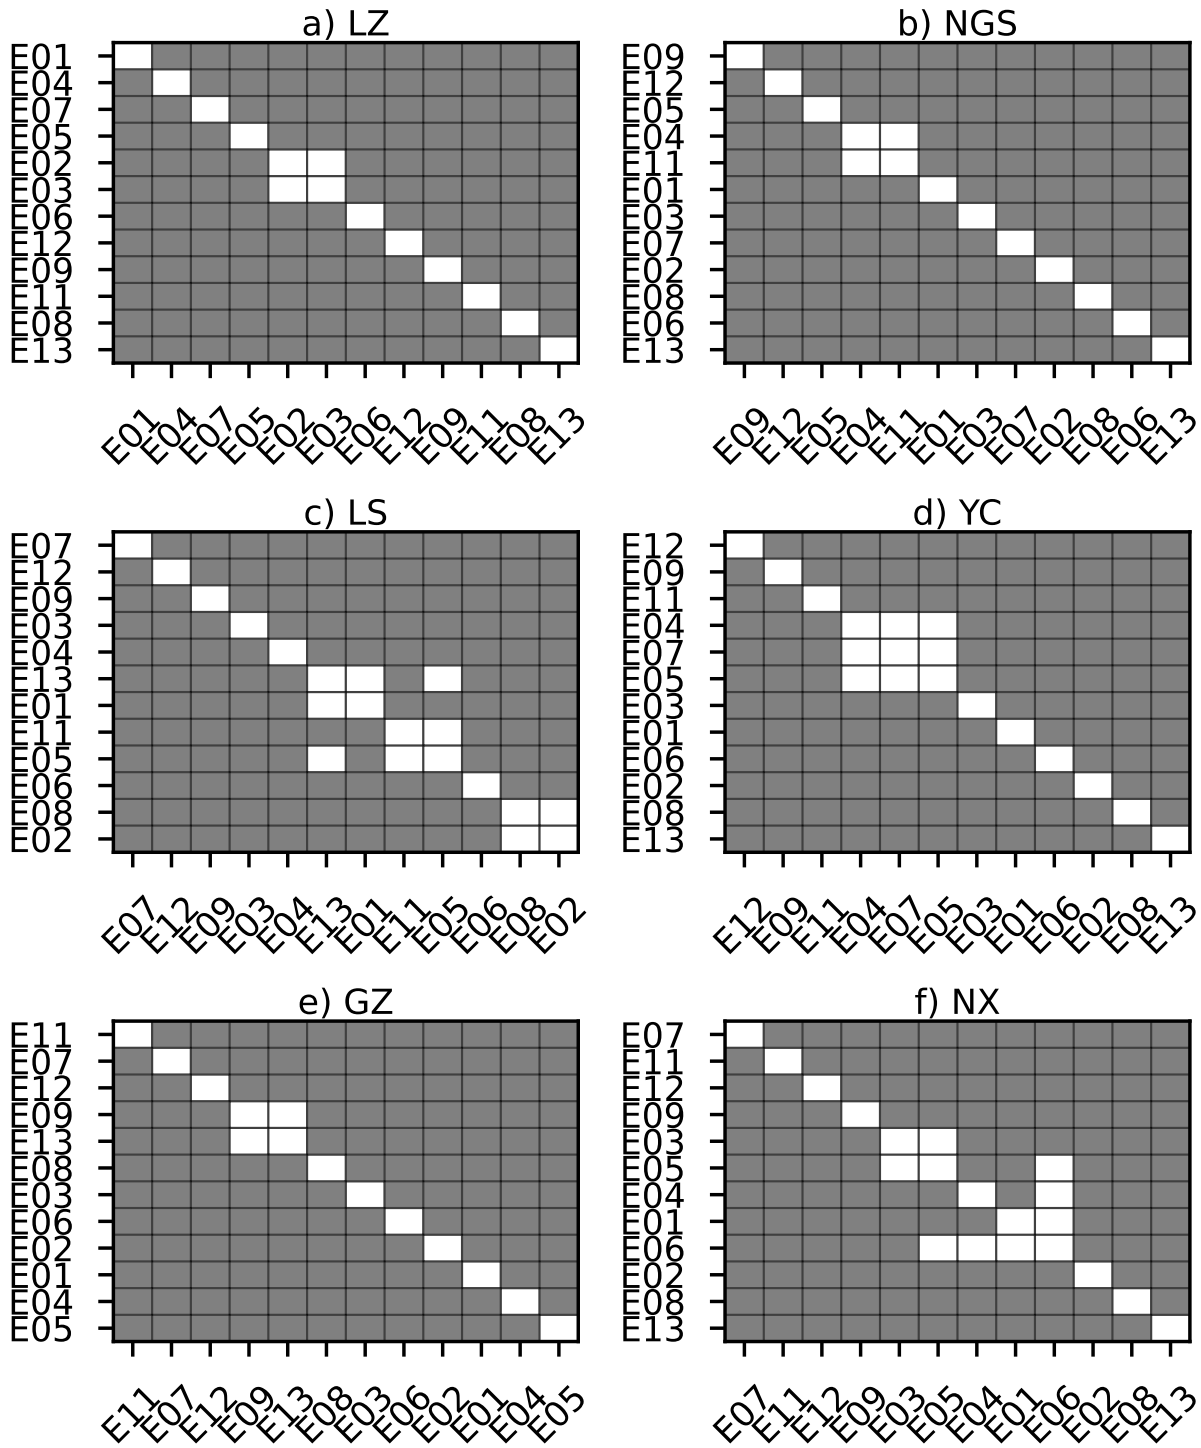 a) LZ
E01
E04
E07
E05
E02
E03
E06
E12
E09
E11
E08
E13
E01 E04 E07 E05 E02 E03 E06 E12 E09 E11 E08 E13
b) NGS
E09
E12
E05
E04
E11
E01
E03
E07
E02
E08
E06
E13
E09 E12 E05 E04 E11 E01 E03 E07 E02 E08 E06 E13
c) LS
E07
E12
E09
E03
E04
E13
E01
E11
E05
E06
E08
E02
E07 E12 E09 E03 E04 E13 E01 E11 E05 E06 E08 E02
d) YC
E12
E09
E11
E04
E07
E05
E03
E01
E06
E02
E08
E13
E12 E09 E11 E04 E07 E05 E03 E01 E06 E02 E08 E13
e) GZ
E11
E07
E12
E09
E13
E08
E03
E06
E02
E01
E04
E05
E11 E07 E12 E09 E13 E08 E03 E06 E02 E01 E04 E05
f) NX
E07
E11
E12
E09
E03
E05
E04
E01
E06
E02
E08
E13
E07 E11 E12 E09 E03 E05 E04 E01 E06 E02 E08 E13